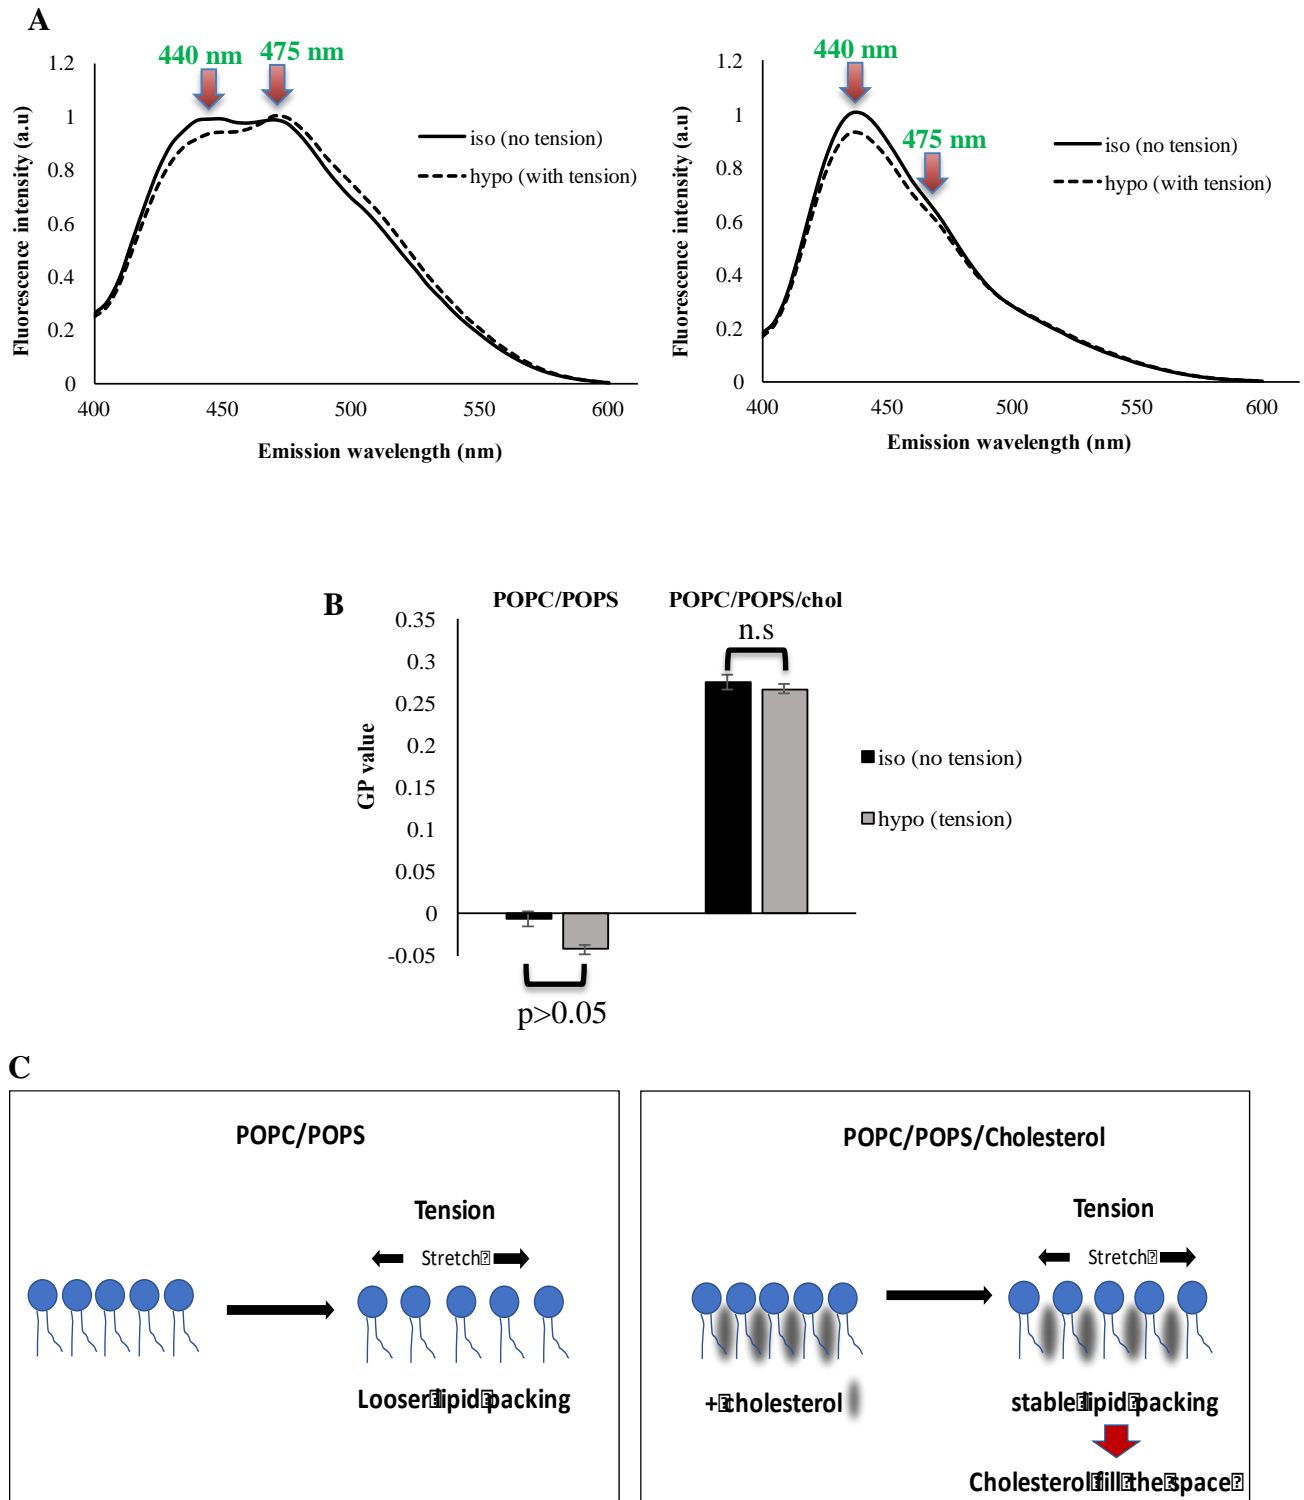 A
440 nm
475 nm
1.2
1
0.8
0.6
0.4
0.2
0
Fluorescence intensity (a.u)
iso (no tension)
hypo (with tension)
400
450
500
550
600
Emission wavelength (nm)
440 nm
475 nm
1.2
1
0.8
0.6
0.4
0.2
0
Fluorescence intensity (a.u)
iso (no tension)
hypo (with tension)
400
450
500
550
600
Emission wavelength (nm)
B
POPC/POPS
POPC/POPS/chol
n.s
0.35
0.3
0.25
0.2
0.15
0.1
0.05
0
-0.05
GP value
iso (no tension)
hypo (tension)
p>0.05
C
POPC/POPS
Tension
Stretch
Looser lipid packing
POPC/POPS/Cholesterol
Tension
Stretch
+ cholesterol
stable lipid packing
Cholesterol fill the space